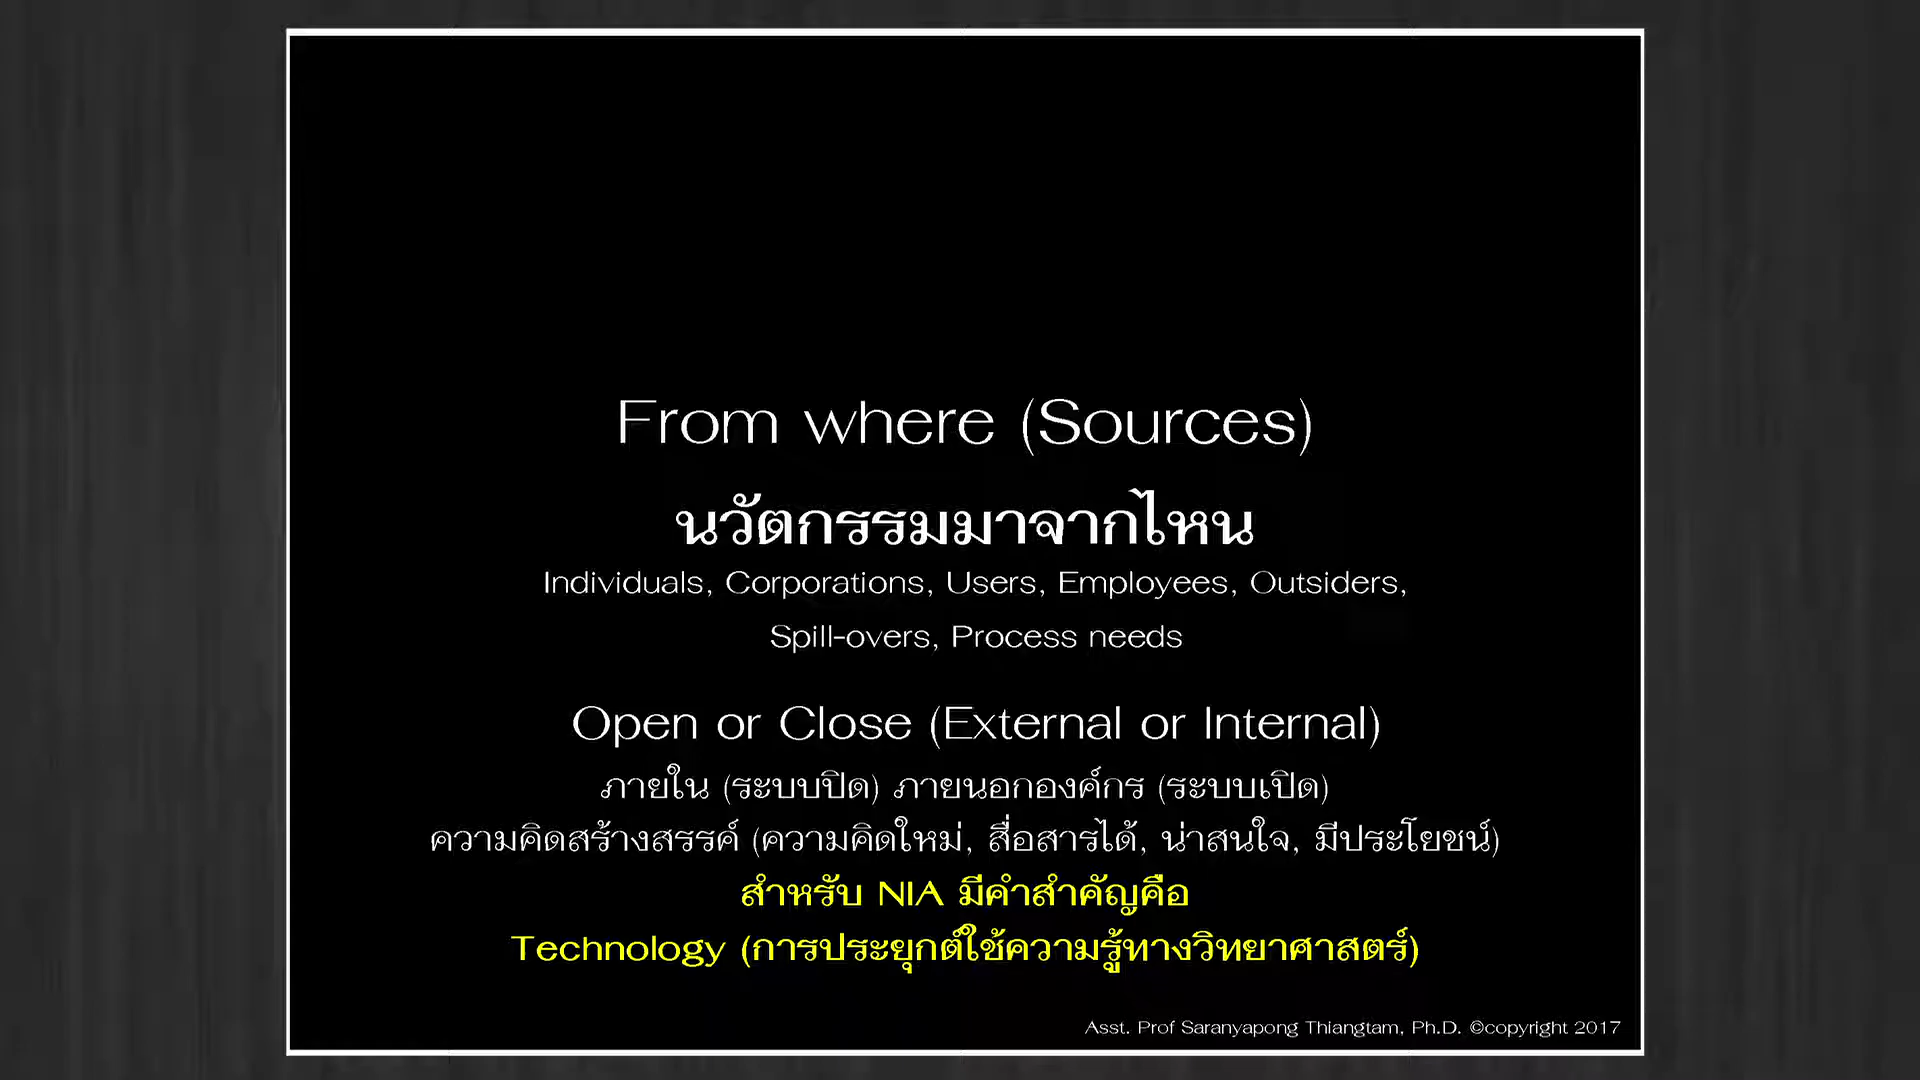 From where (Sources)
นวัตกรรมมาจากไหน
Individuals, Corporations, Users, Employees, Outsiders,
Spill-overs, Process needs
Open or Close (External or Internal)
ภายใน (ระบบปิด) ภายนอกองค์กร (ระบบเปิด)
ความคิดสร้างสรรค์ (ความคิดใหม่, สื่อสารได้, น่าสนใจ, มีประโยชน์)
สำหรับ NIA มีคำสำคัญคือ
Technology (การประยุกต์ใช้ความรู้ทางวิทยาศาสตร์)
Asst. Prof Saranyapong Thiangtam, Ph.D. ©copyright 2017